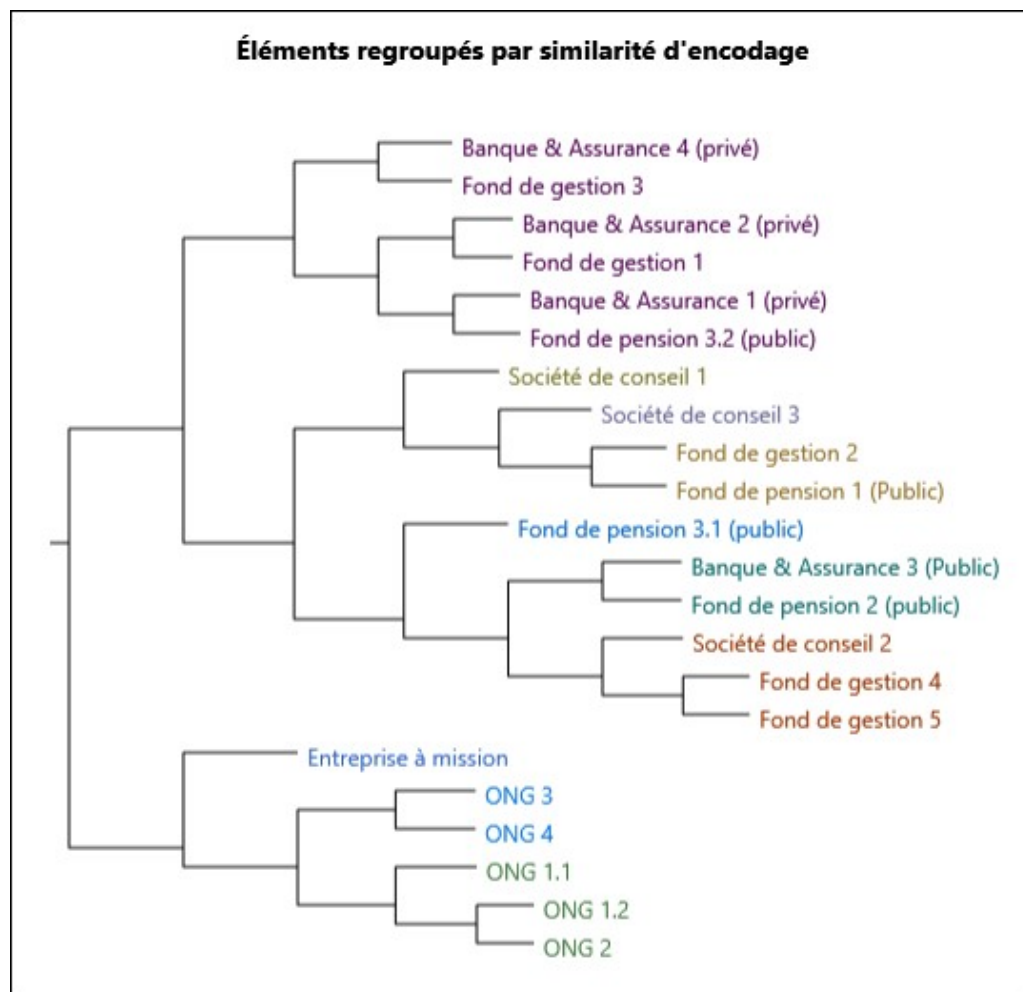 Éléments regroupés par similarité d'encodage
Banque & Assurance 4 (privé)
Fond de gestion 3
Banque & Assurance 2 (privé)
Fond de gestion 1
Banque & Assurance 1 (privé)
Fond de pension 3.2 (public)
Société de conseil 1
Société de conseil 3
Fond de gestion 2
Fond de pension 1 (Public)
Fond de pension 3.1 (public)
Banque & Assurance 3 (Public)
Fond de pension 2 (public)
Société de conseil 2
Fond de gestion 4
Fond de gestion 5
Entreprise à mission
ONG 3
ONG 4
ONG 1.1
ONG 1.2
ONG 2